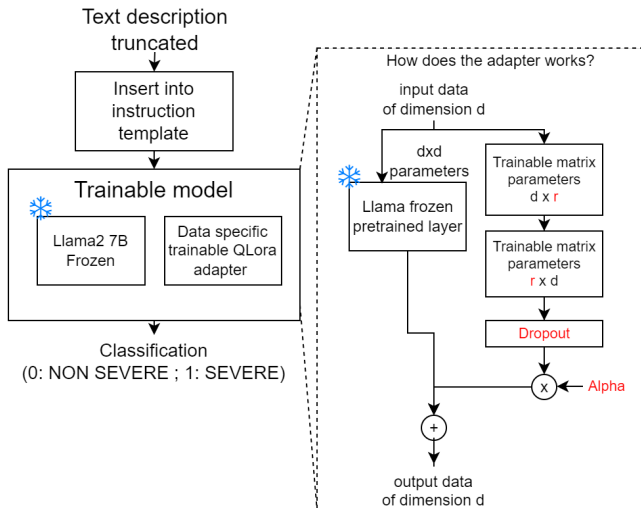 Text description
truncated
Insert into
instruction
template
Trainable model
Llama2 7B
Frozen
Data specific
trainable QLora
adapter
Classification
(0: NON SEVERE ; 1: SEVERE)
How does the adapter works?
input data
of dimension d
dxd
parameters
Llama frozen
pretrained layer
Trainable matrix
parameters
d x r
Trainable matrix
parameters
r x d
Dropout
x
Alpha
+
output data
of dimension d